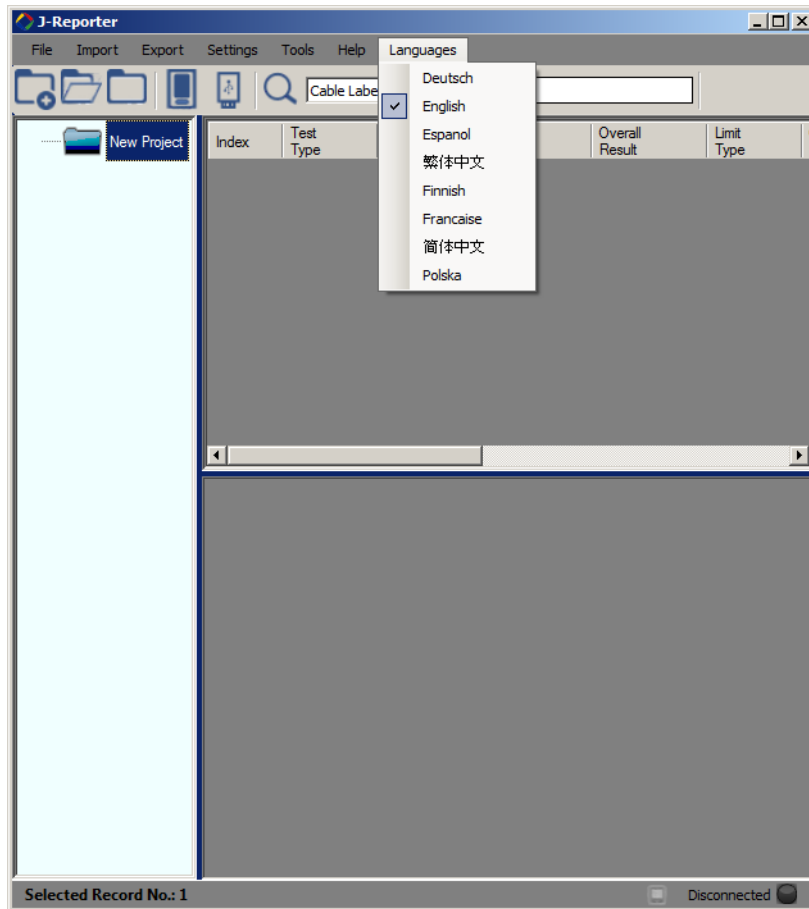 J-Reporter
File Import Export Settings Tools Help Languages
Cable Labe
Deutsch
English
Espanol
繁体中文
Finnish
Francaise
简体中文
Polska
New Project
Index
Test
Type
Overall
Result
Limit
Type
Selected Record No.: 1
Disconnected